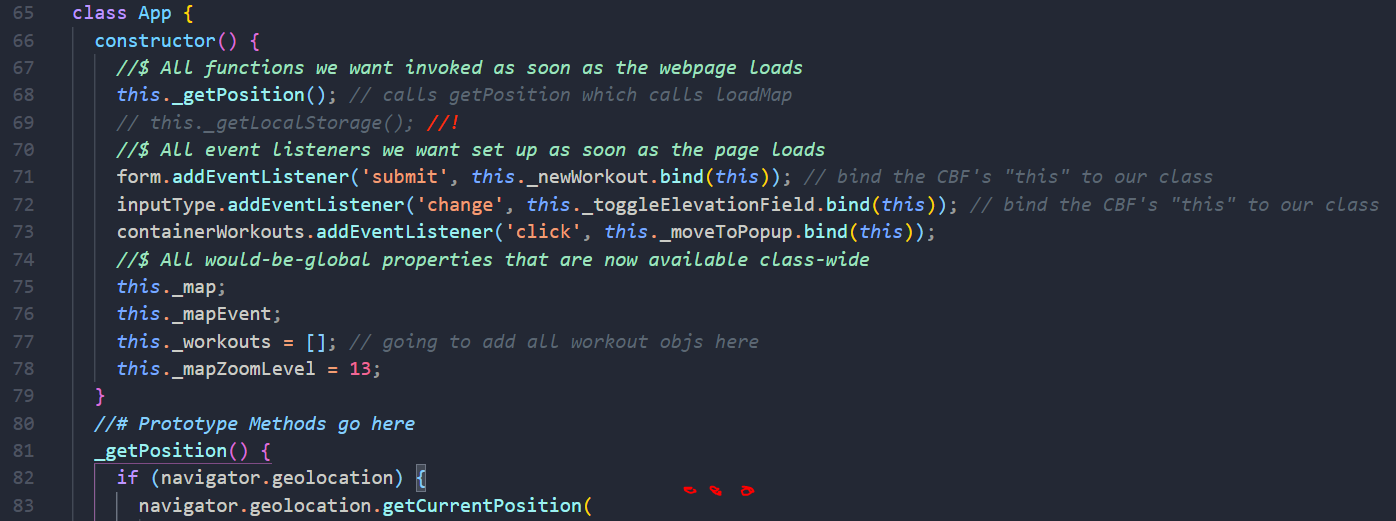 65 class App {
66 constructor() {
67 //$ All functions we want invoked as soon as the webpage loads
68 this._getPosition(); // calls getPosition which calls loadMap
69 // this._getLocalStorage(); //!
70 //$ All event listeners we want set up as soon as the page loads
71 form.addEventListener('submit', this._newWorkout.bind(this)); // bind the CBF's "this" to our class
72 inputType.addEventListener('change', this._toggleElevationField.bind(this)); // bind the CBF's "this" to our class
73 containerWorkouts.addEventListener('click', this._moveToPopup.bind(this));
74 //$ All would-be-global properties that are now available class-wide
75 this._map;
76 this._mapEvent;
77 this._workouts = []; // going to add all workout objs here
78 this._mapZoomLevel = 13;
79 }
80 //# Prototype Methods go here
81 _getPosition() {
82 if (navigator.geolocation) {
83 navigator.geolocation.getCurrentPosition(